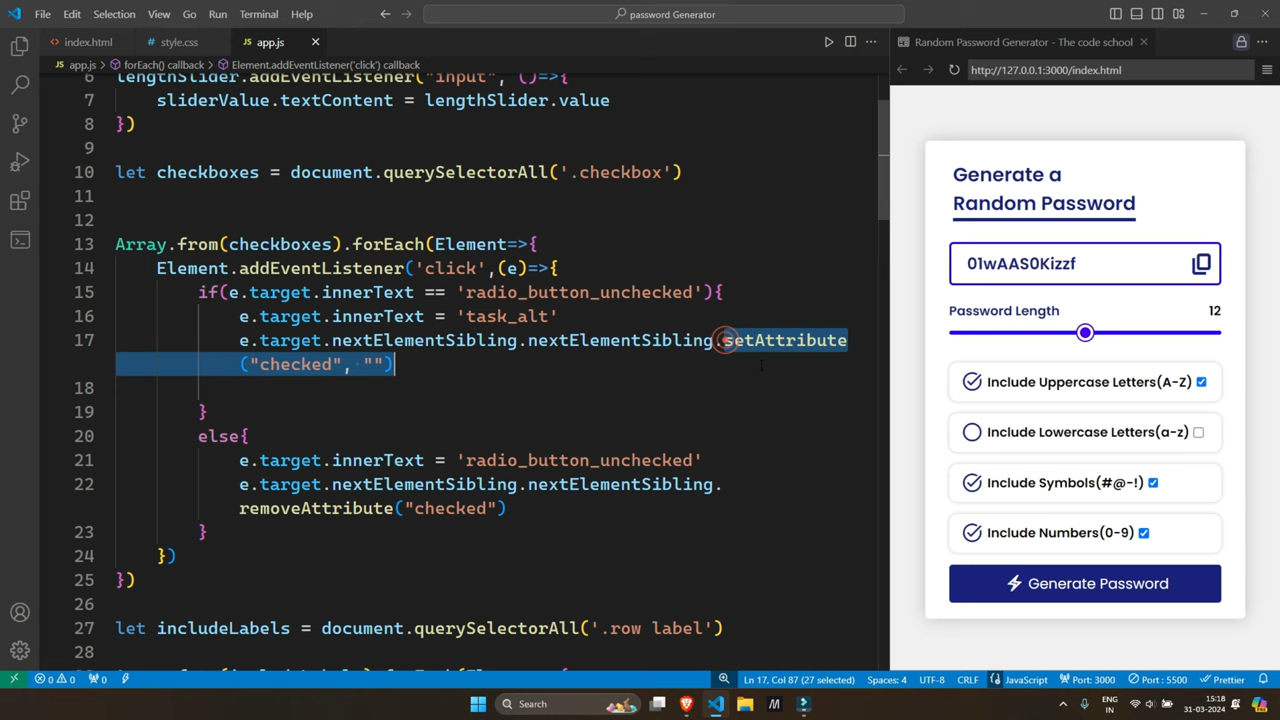 File Edit Selection View Go Run Terminal Help
password Generator
index.html
style.css
JS app.js
Random Password Generator - The code school
JS app.js > forEach() callback > Element.addEventListener('click') callback
http://127.0.0.1:3000/index.html
6 lengthSlider.addEventListener("input", ()=>{
7 sliderValue.textContent = lengthSlider.value
8 })
9
10 let checkboxes = document.querySelectorAll('.checkbox')
11
12
13 Array.from(checkboxes).forEach(Element=>{
14 Element.addEventListener('click',(e)=>{
15 if(e.target.innerText == 'radio_button_unchecked'){
16 e.target.innerText = 'task_alt'
17 e.target.nextElementSibling.nextElementSibling.setAttribute
("checked", "")
18
19 }
20 else{
21 e.target.innerText = 'radio_button_unchecked'
22 e.target.nextElementSibling.nextElementSibling.
removeAttribute("checked")
23 }
24 })
25 })
26
27 let includeLabels = document.querySelectorAll('.row label')
28
Generate a
Random Password
01wAAS0Kizzf
Password Length 12
Include Uppercase Letters(A-Z)
Include Lowercase Letters(a-z)
Include Symbols(#@-!)
Include Numbers(0-9)
Generate Password
0 0 0 Ln 17, Col 87 (27 selected) Spaces: 4 UTF-8 CRLF JavaScript Port: 3000 Port : 5500 Prettier
Search
ENG
IN
15:18
31-03-2024